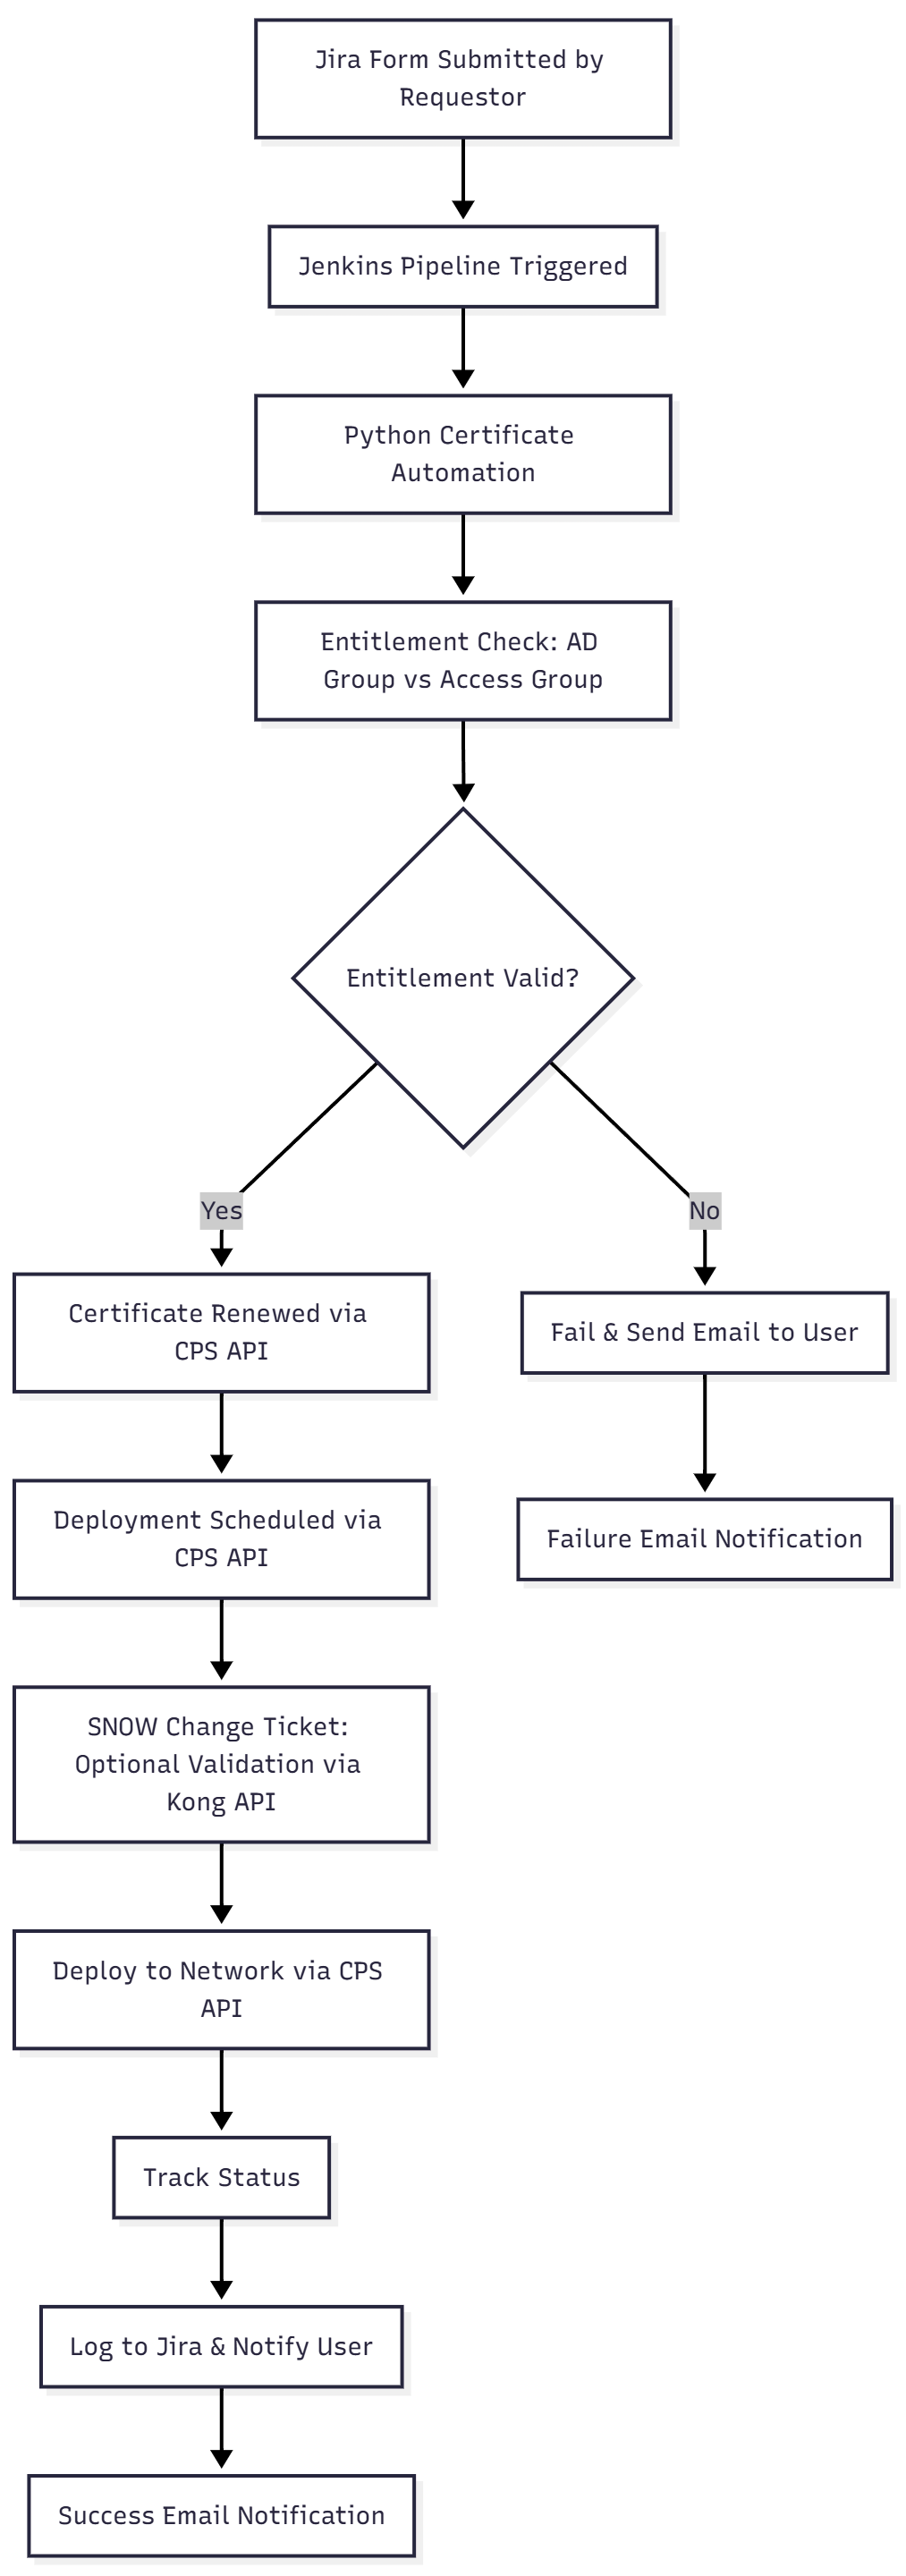 Jira Form Submitted by
Requestor
Jenkins Pipeline Triggered
Python Certificate
Automation
Entitlement Check: AD
Group vs Access Group
Entitlement Valid?
Yes
No
Certificate Renewed via
CPS API
Fail & Send Email to User
Deployment Scheduled via
CPS API
Failure Email Notification
SNOW Change Ticket:
Optional Validation via
Kong API
Deploy to Network via CPS
API
Track Status
Log to Jira & Notify User
Success Email Notification